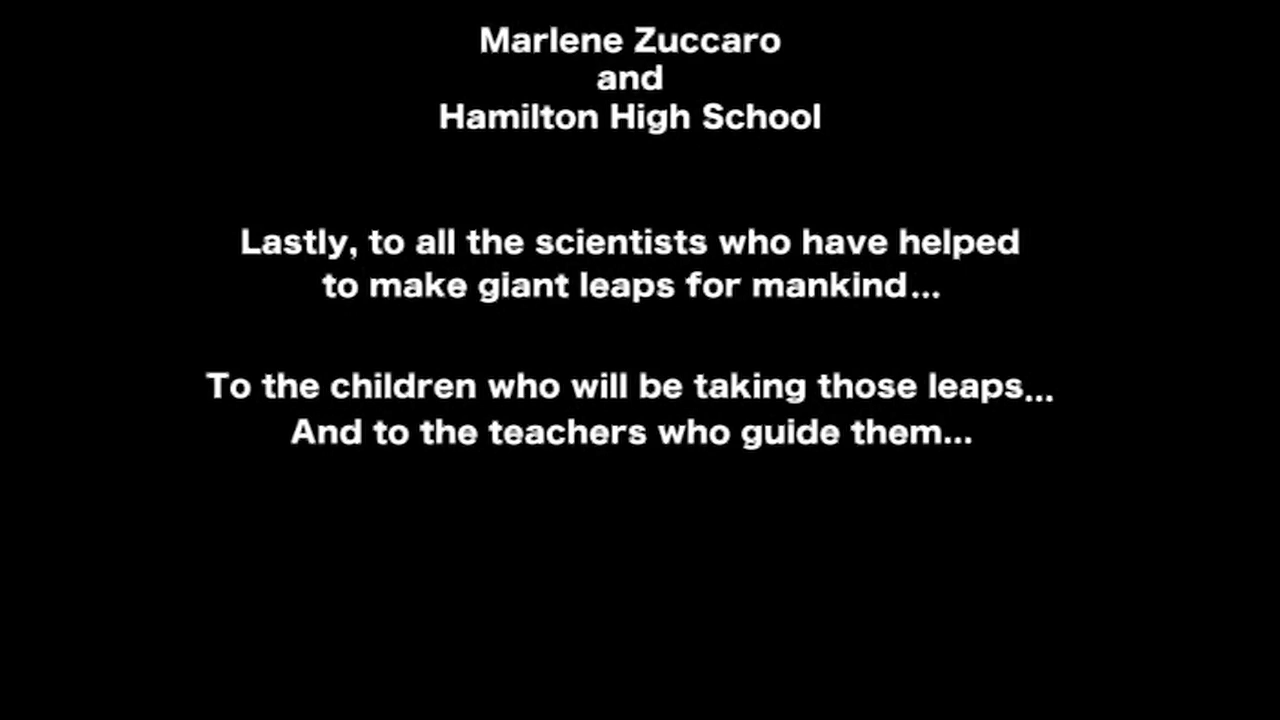 Marlene Zuccaro
and
Hamilton High School
Lastly, to all the scientists who have helped
to make giant leaps for mankind...
To the children who will be taking those leaps...
And to the teachers who guide them...